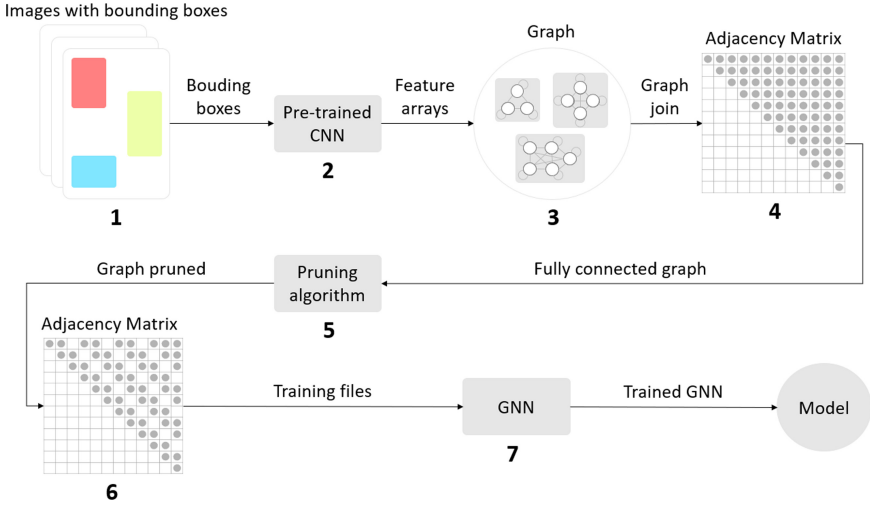 Images with bounding boxes
Bouding
boxes
Pre-trained
CNN
Feature
arrays
Graph
Graph
join
Adjacency Matrix
1
2
3
4
Graph pruned
Pruning
algorithm
Fully connected graph
5
Adjacency Matrix
Training files
GNN
Trained GNN
Model
6
7